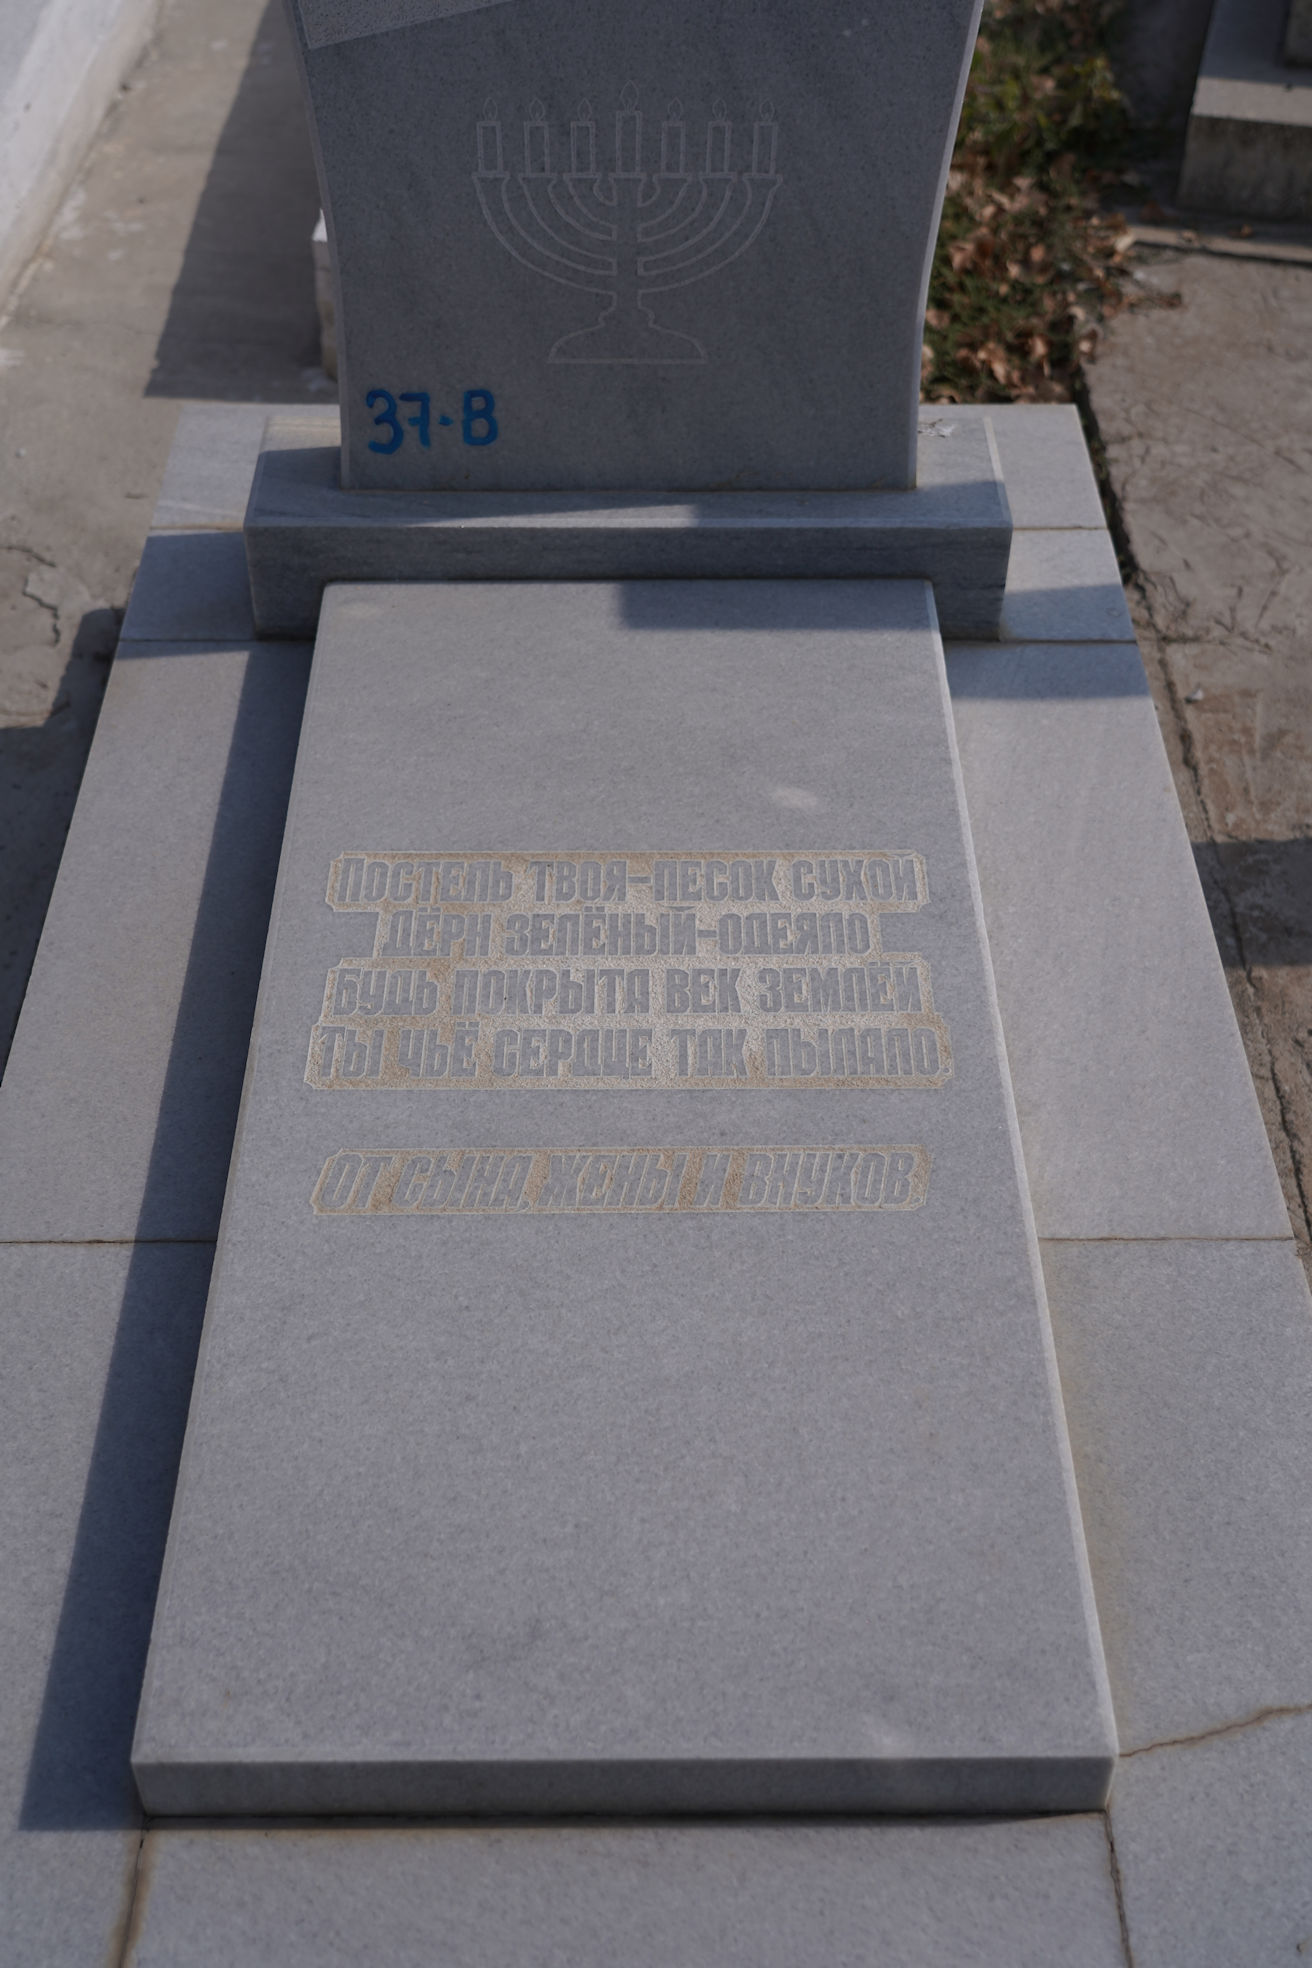 37-В
ПОСТЕЛЬ ТВОЯ-ПЕСОК СУХОЙ
ДЁРН ЗЕЛЁНЫЙ-ОДЕЯЛО
БУДЬ ПОКРЫТА ВЕК ЗЕМЛЁЙ
ТЫ ЧЬЁ СЕРДЦЕ ТАК ПЫЛАЛО.
ОТ СЫНА, ЖЕНЫ И ВНУКОВ